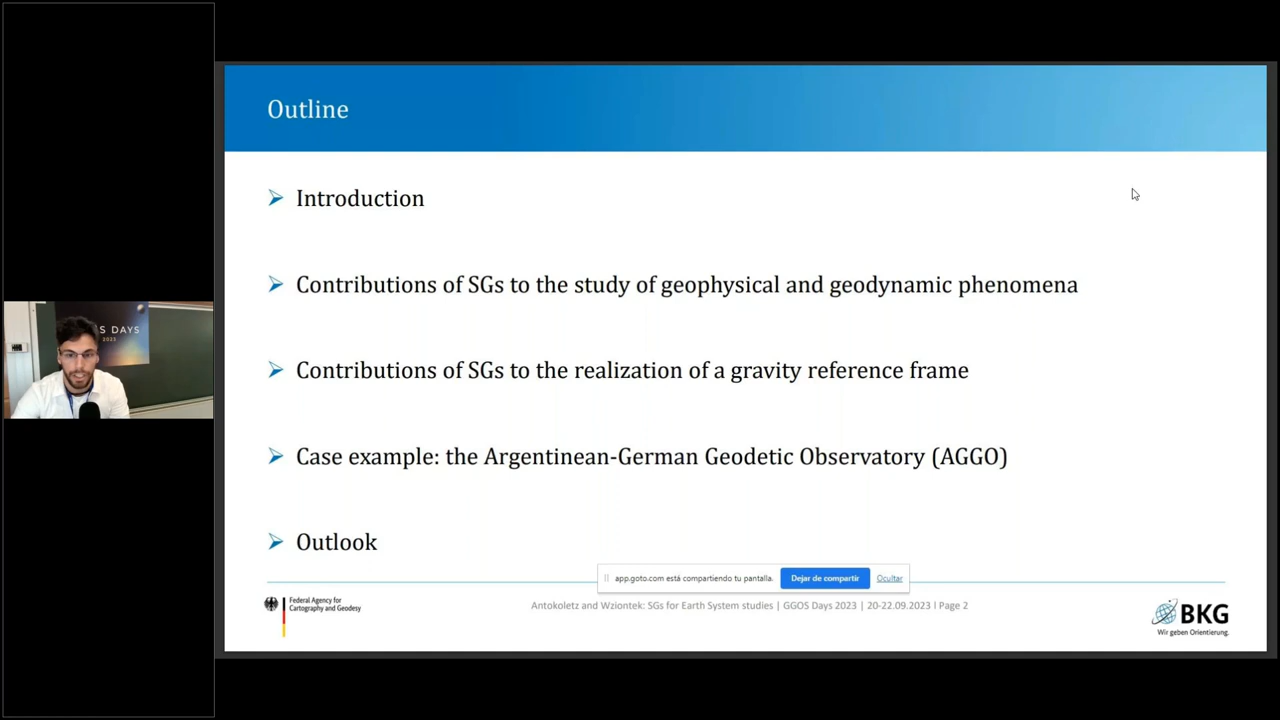 Outline
Introduction
Contributions of SGs to the study of geophysical and geodynamic phenomena
Contributions of SGs to the realization of a gravity reference frame
Case example: the Argentinean-German Geodetic Observatory (AGGO)
Outlook
app.goto.com está compartiendo tu pantalla.
Dejar de compartir
Ocultar
Federal Agency for
Cartography and Geodesy
Antokoletz and Wziontek: SGs for Earth System studies | GGOS Days 2023 | 20-22.09.2023 | Page 2
BKG
Wir geben Orientierung.
S DAYS
2023